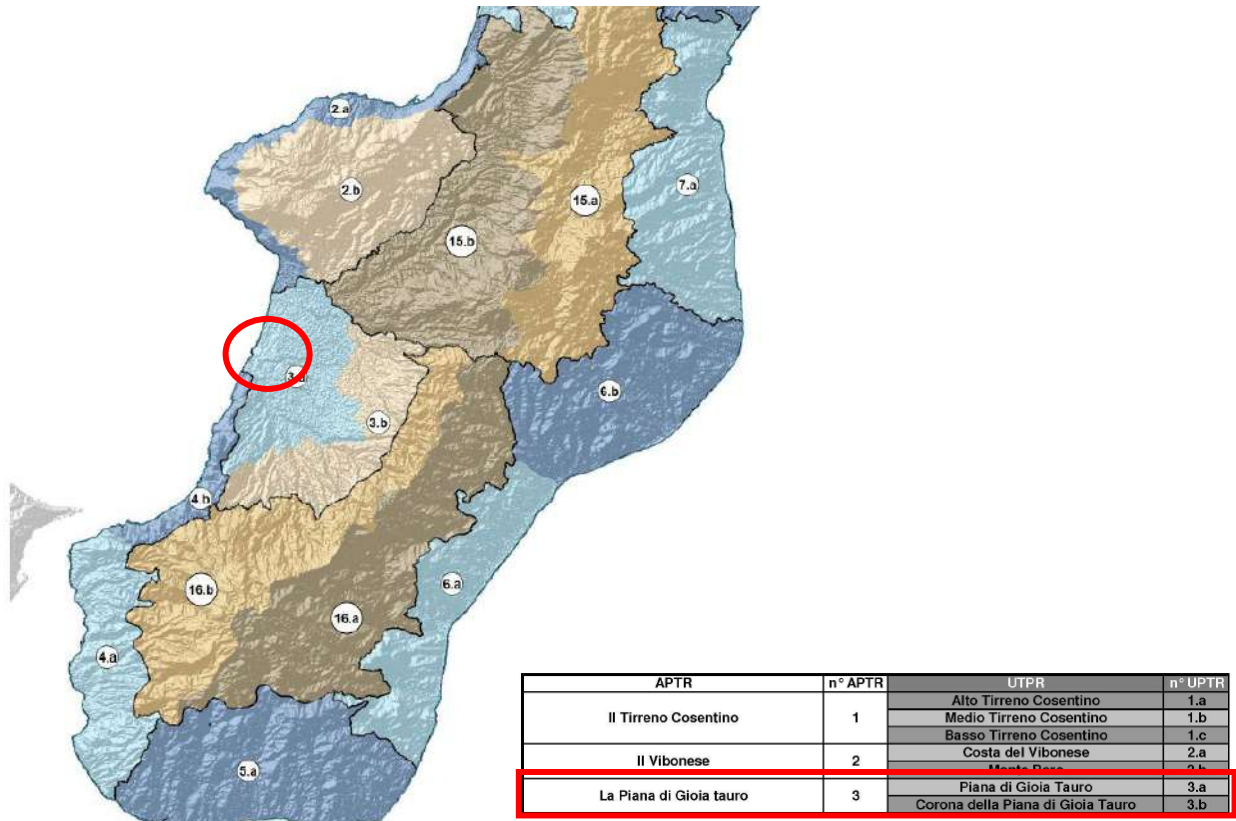 2.a
2.b
15.a
7.a
15.b
3.a
6.b
3.b
4.b
16.b
6.a
16.a
4.a
5.a
APTR n° APTR UTPR n° UPTR
Il Tirreno Cosentino 1 Alto Tirreno Cosentino 1.a
Medio Tirreno Cosentino 1.b
Basso Tirreno Cosentino 1.c
Il Vibonese 2 Costa del Vibonese 2.a
La Piana di Gioia tauro 3 Piana di Gioia Tauro 3.a
Corona della Piana di Gioia Tauro 3.b